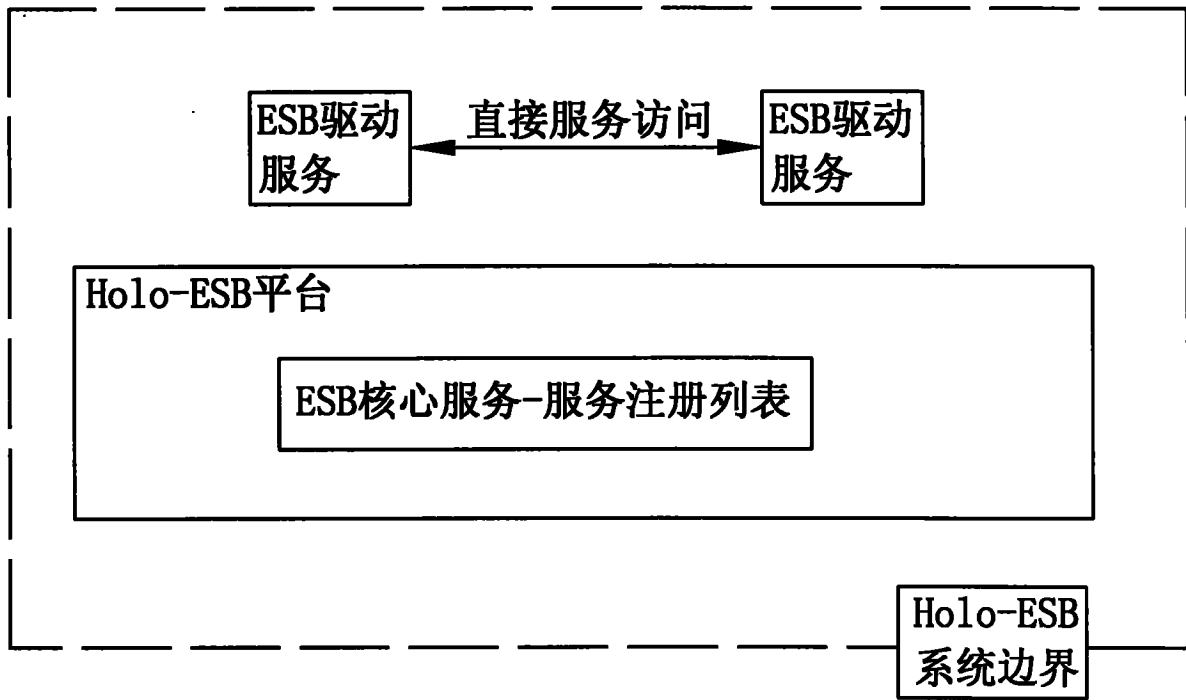 ESB驱动
服务
直接服务访问
ESB驱动
服务
Holo-ESB平台
ESB核心服务-服务注册列表
Holo-ESB
系统边界